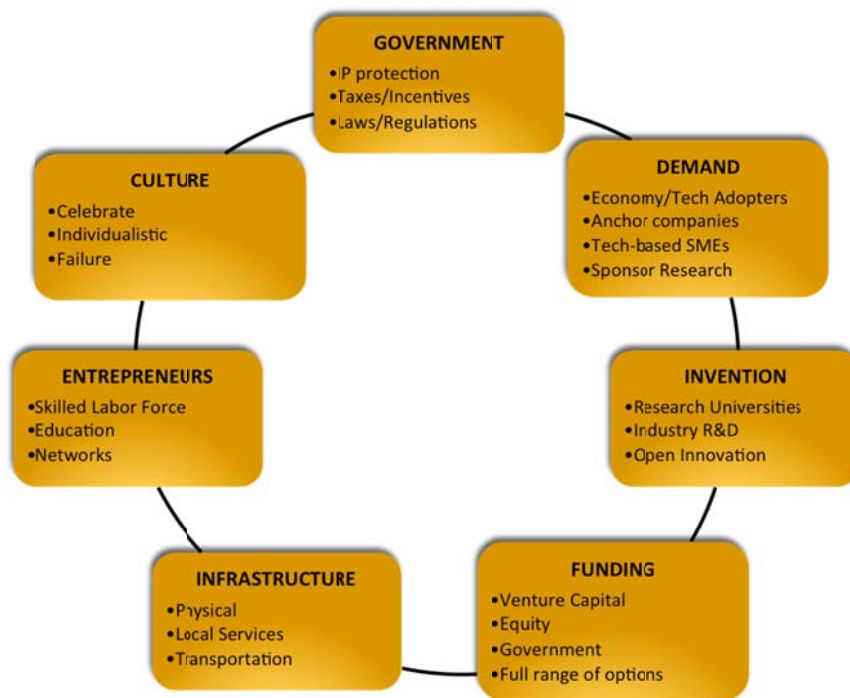 GOVERNMENT
•IP protection
•Taxes/Incentives
•Laws/Regulations
DEMAND
•Economy/Tech Adopters
•Anchor companies
•Tech-based SMEs
•Sponsor Research
INVENTION
•Research Universities
•Industry R&D
•Open Innovation
FUNDING
•Venture Capital
•Equity
•Government
•Full range of options
INFRASTRUCTURE
•Physical
•Local Services
•Transportation
ENTREPRENEURS
•Skilled Labor Force
•Education
•Networks
CULTURE
•Celebrate
•Individualistic
•Failure